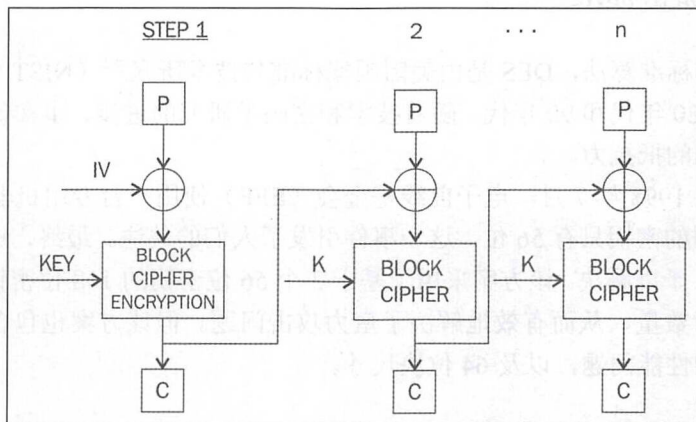 STEP 1 2 ... n
P P P
IV
KEY BLOCK CIPHER ENCRYPTION K BLOCK CIPHER K BLOCK CIPHER
C C C